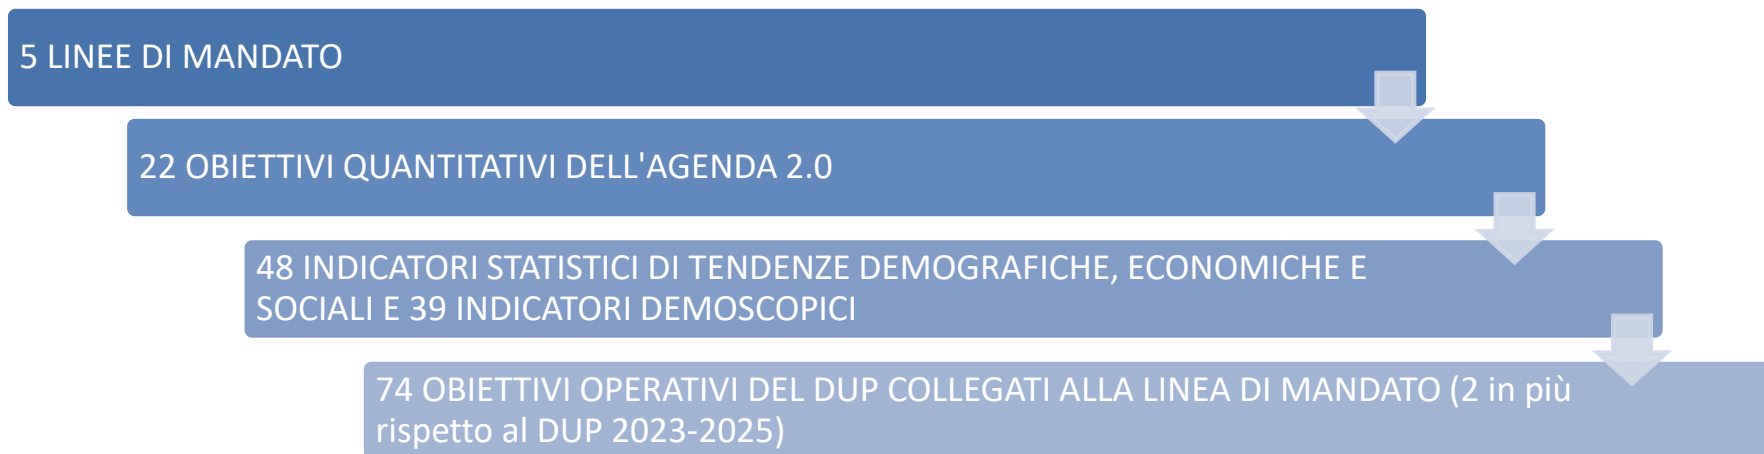 5 LINEE DI MANDATO
22 OBIETTIVI QUANTITATIVI DELL'AGENDA 2.0
48 INDICATORI STATISTICI DI TENDENZE DEMOGRAFICHE, ECONOMICHE E
SOCIALI E 39 INDICATORI DEMOSCOPICI
74 OBIETTIVI OPERATIVI DEL DUP COLLEGATI ALLA LINEA DI MANDATO (2 in più
rispetto al DUP 2023-2025)